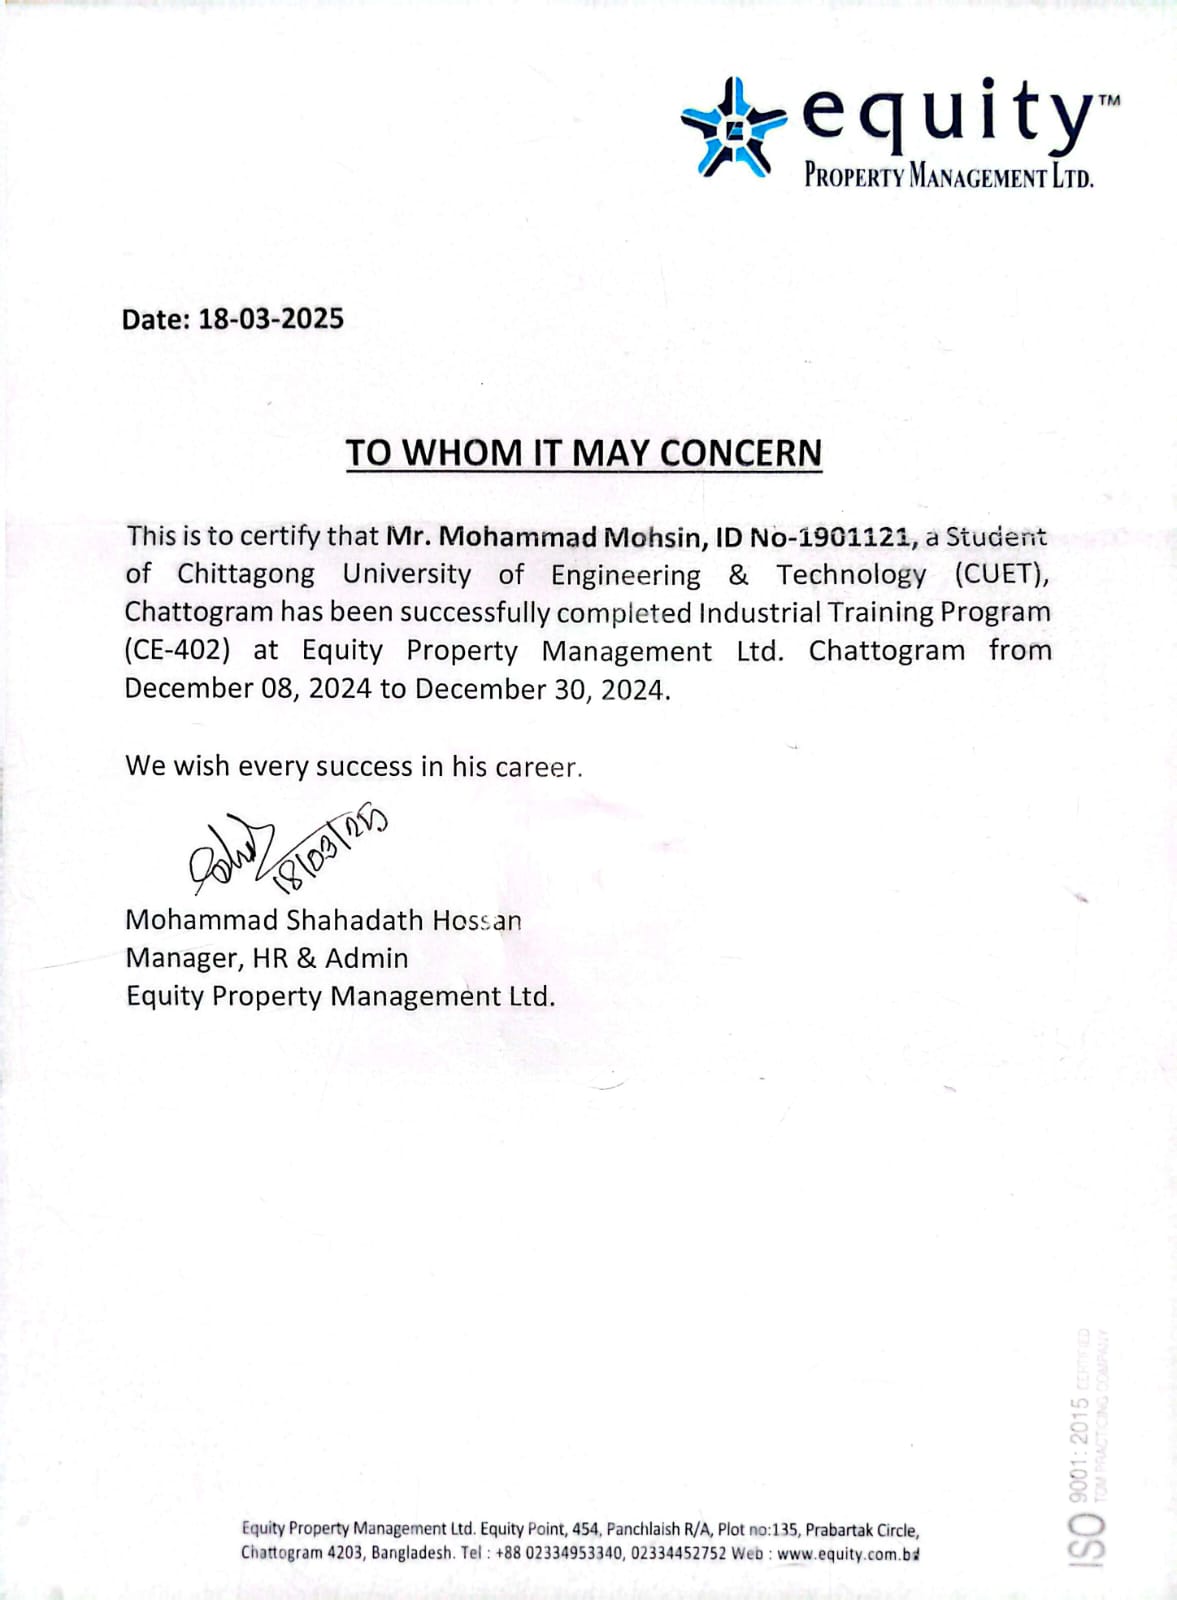 equity™
PROPERTY MANAGEMENT LTD.
Date: 18-03-2025
TO WHOM IT MAY CONCERN
This is to certify that Mr. Mohammad Mohsin, ID No-1901121, a Student
of Chittagong University of Engineering & Technology (CUET),
Chattogram has been successfully completed Industrial Training Program
(CE-402) at Equity Property Management Ltd. Chattogram from
December 08, 2024 to December 30, 2024.
We wish every success in his career.
18/03/25
Mohammad Shahadath Hossan
Manager, HR & Admin
Equity Property Management Ltd.
ISO 9001: 2015 CERTIFIED
TQM PRACTICING COMPANY
Equity Property Management Ltd. Equity Point, 454, Panchlaish R/A, Plot no:135, Prabartak Circle,
Chattogram 4203, Bangladesh. Tel : +88 02334953340, 02334452752 Web : www.equity.com.bd